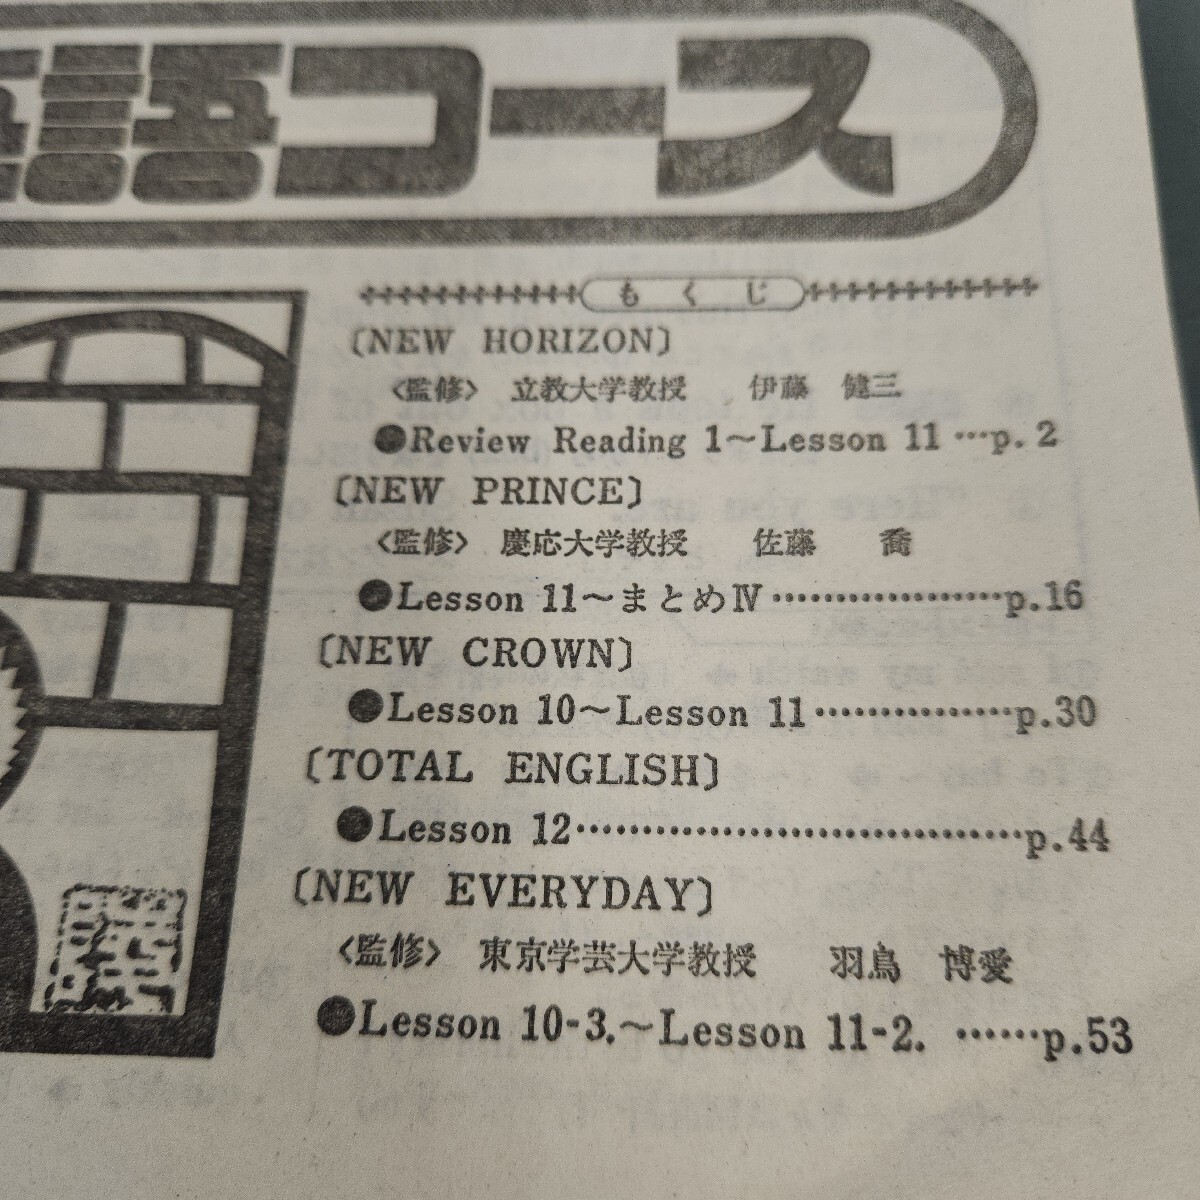 語コース
もくじ
〔NEW HORIZON〕
〈監修〉 立教大学教授 伊藤 健三
●Review Reading 1〜Lesson 11 …p. 2
〔NEW PRINCE〕
〈監修〉 慶応大学教授 佐藤 喬
●Lesson 11〜まとめⅣ………………p.16
〔NEW CROWN〕
●Lesson 10〜Lesson 11……………p.30
〔TOTAL ENGLISH〕
●Lesson 12……………………………p.44
〔NEW EVERYDAY〕
〈監修〉 東京学芸大学教授 羽鳥 博愛
●Lesson 10-3.〜Lesson 11-2. ……p.53